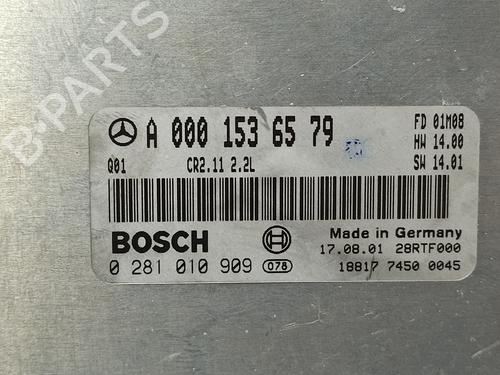 B-PARTS
A 000 153 65 79
FD 01M08
HW 14.00
SW 14.01
Q01 CR2.11 2.2L
BOSCH
Made in Germany
17.08.01 28RTF000
0 281 010 909 078
18817 7450 0045